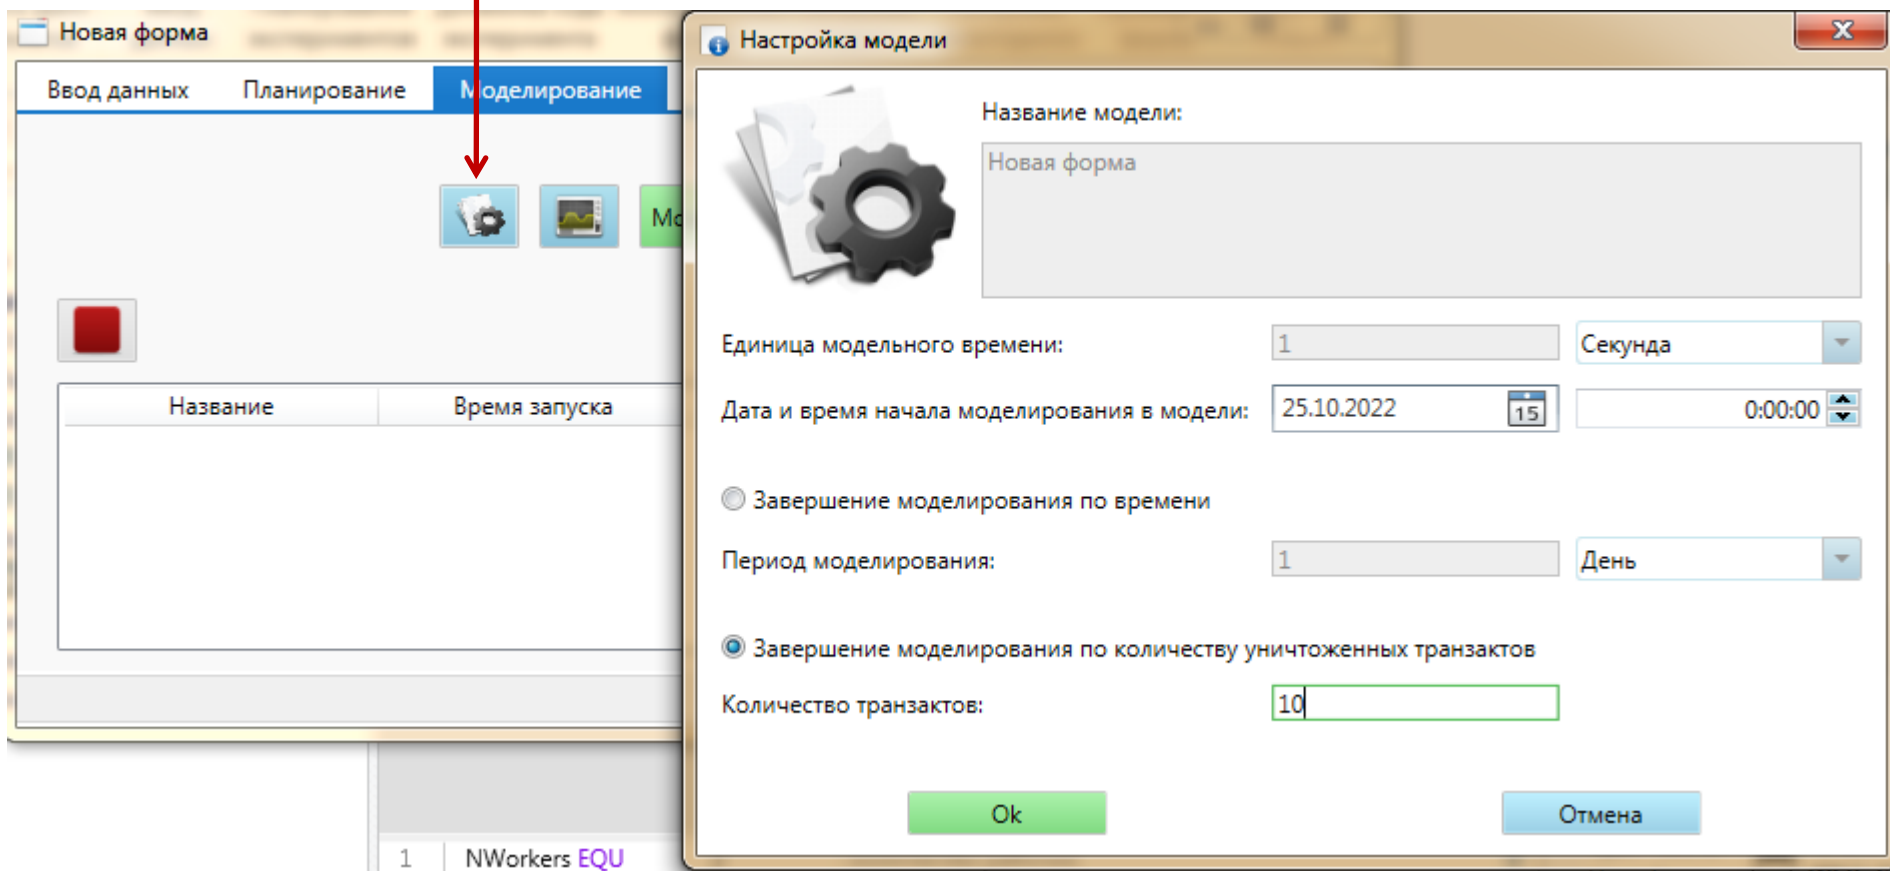 Новая форма
Ввод данных Планирование Моделирование
Название Время запуска
1 NWorkers EQU
Настройка модели
Название модели:
Новая форма
Единица модельного времени: 1 Секунда
Дата и время начала моделирования в модели: 25.10.2022 15 0:00:00
Завершение моделирования по времени
Период моделирования: 1 День
Завершение моделирования по количеству уничтоженных транзактов
Количество транзактов: 10
Ok Отмена